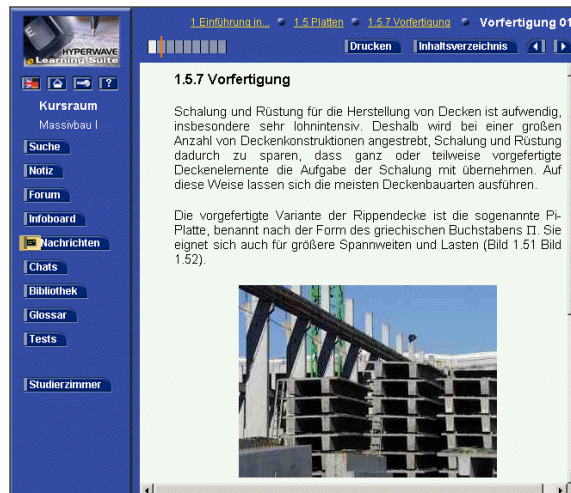 1 Einführung in... 1.5 Platten 1.5.7 Vorfertigung Vorfertigung 01
HYPERWAVE
eLearning Suite
Drucken Inhaltsverzeichnis
?
Kursraum
Massivbau I
Suche
Notiz
Forum
Infoboard
Nachrichten
Chats
Bibliothek
Glossar
Tests
Studierzimmer
1.5.7 Vorfertigung
Schalung und Rüstung für die Herstellung von Decken ist aufwendig,
insbesondere sehr lohnintensiv. Deshalb wird bei einer großen
Anzahl von Deckenkonstruktionen angestrebt, Schalung und Rüstung
dadurch zu sparen, dass ganz oder teilweise vorgefertigte
Deckenelemente die Aufgabe der Schalung mit übernehmen. Auf
diese Weise lassen sich die meisten Deckenbauarten ausführen.
Die vorgefertigte Variante der Rippendecke ist die sogenannte Pi-
Platte, benannt nach der Form des griechischen Buchstabens Π. Sie
eignet sich auch für größere Spannweiten und Lasten (Bild 1.51 Bild
1.52).